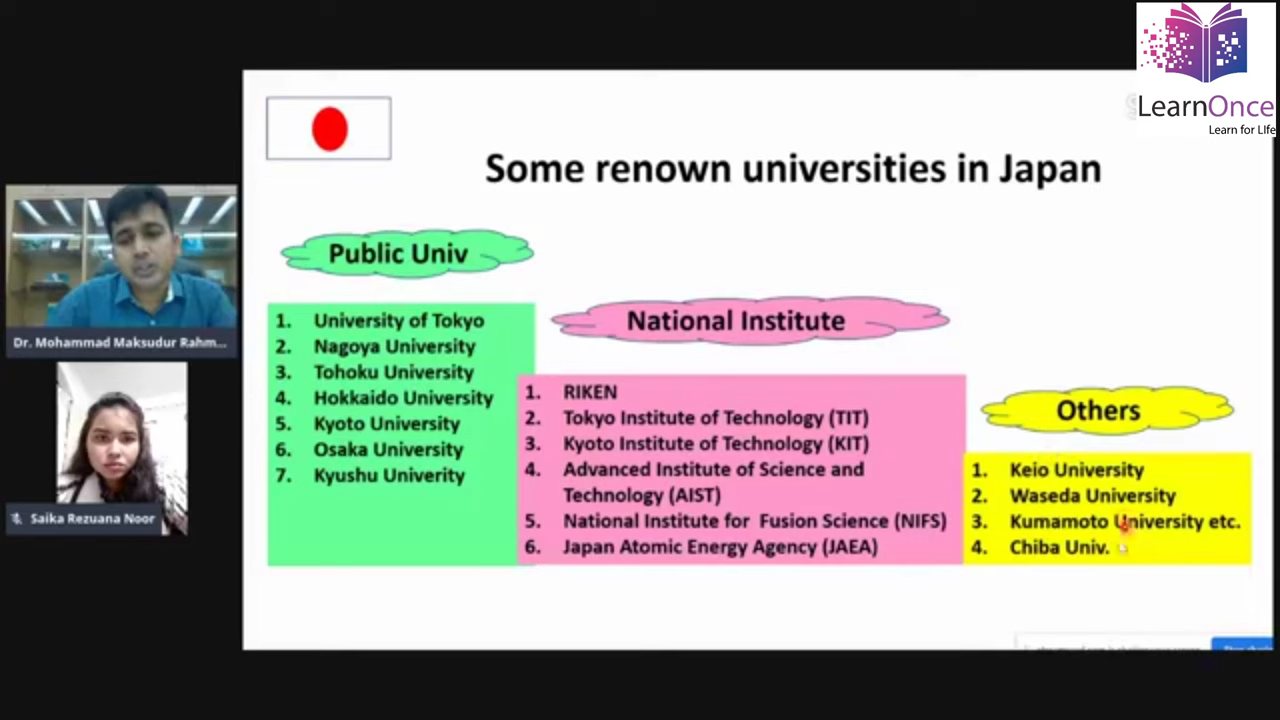 LearnOnce
Learn for LIfe
Some renown universities in Japan
Public Univ
1. University of Tokyo
2. Nagoya University
3. Tohoku University
4. Hokkaido University
5. Kyoto University
6. Osaka University
7. Kyushu Univerity
National Institute
1. RIKEN
2. Tokyo Institute of Technology (TIT)
3. Kyoto Institute of Technology (KIT)
4. Advanced Institute of Science and
Technology (AIST)
5. National Institute for Fusion Science (NIFS)
6. Japan Atomic Energy Agency (JAEA)
Others
1. Keio University
2. Waseda University
3. Kumamoto University etc.
4. Chiba Univ.
Dr. Mohammad Maksudur Rahm...
Saika Rezuana Noor